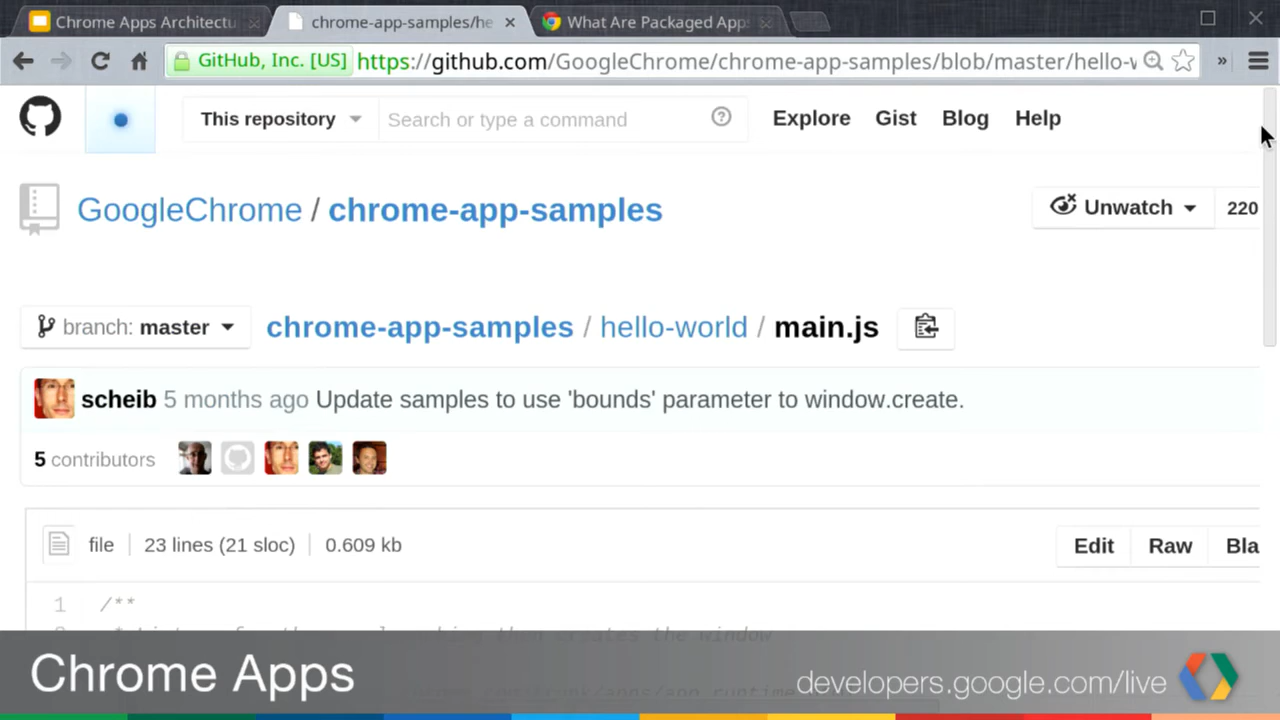 Chrome Apps Architectu
chrome-app-samples/he
What Are Packaged App
GitHub, Inc. [US] https://github.com/GoogleChrome/chrome-app-samples/blob/master/hello-w »
This repository Search or type a command Explore Gist Blog Help
GoogleChrome / chrome-app-samples Unwatch 220
branch: master chrome-app-samples / hello-world / main.js
scheib 5 months ago Update samples to use 'bounds' parameter to window.create.
5 contributors
file 23 lines (21 sloc) 0.609 kb Edit Raw Bla
1 /**
creates the window
Chrome Apps developers.google.com/live